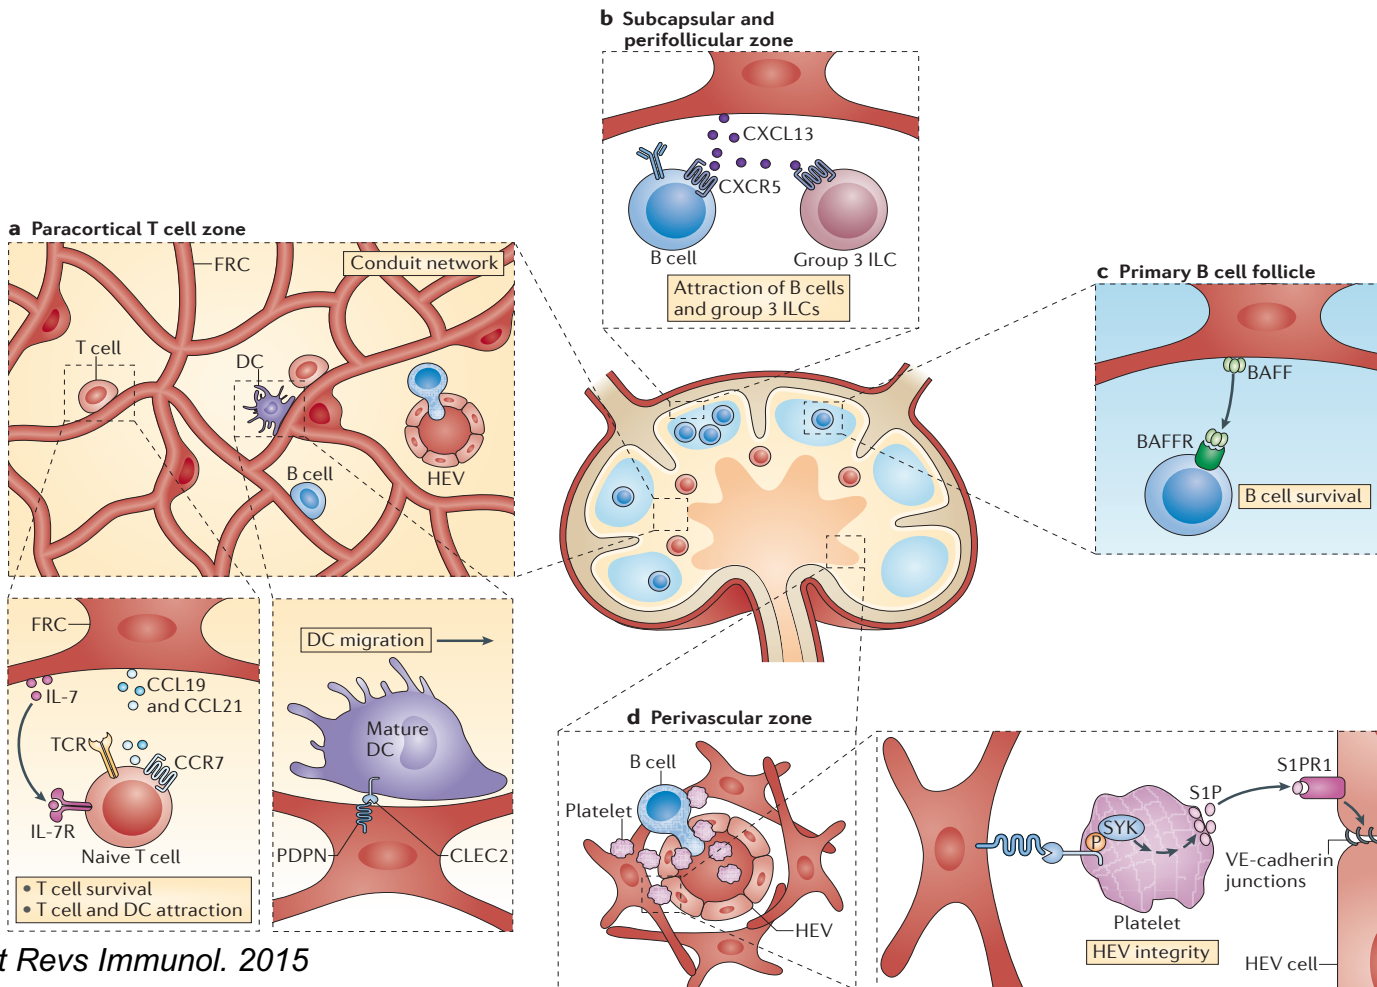 b Subcapsular and
perifollicular zone
CXCL13
CXCR5
B cell
Group 3 ILC
Attraction of B cells
and group 3 ILCs
a Paracortical T cell zone
FRC
Conduit network
T cell
DC
B cell
HEV
c Primary B cell follicle
BAFF
BAFFR
B cell survival
FRC
IL-7
CCL19
and CCL21
TCR
CCR7
IL-7R
Naive T cell
• T cell survival
• T cell and DC attraction
DC migration
Mature
DC
PDPN
CLEC2
d Perivascular zone
B cell
Platelet
HEV
S1PR1
S1P
SYK
P
VE-cadherin
junctions
Platelet
HEV integrity
HEV cell
t Revs Immunol. 2015